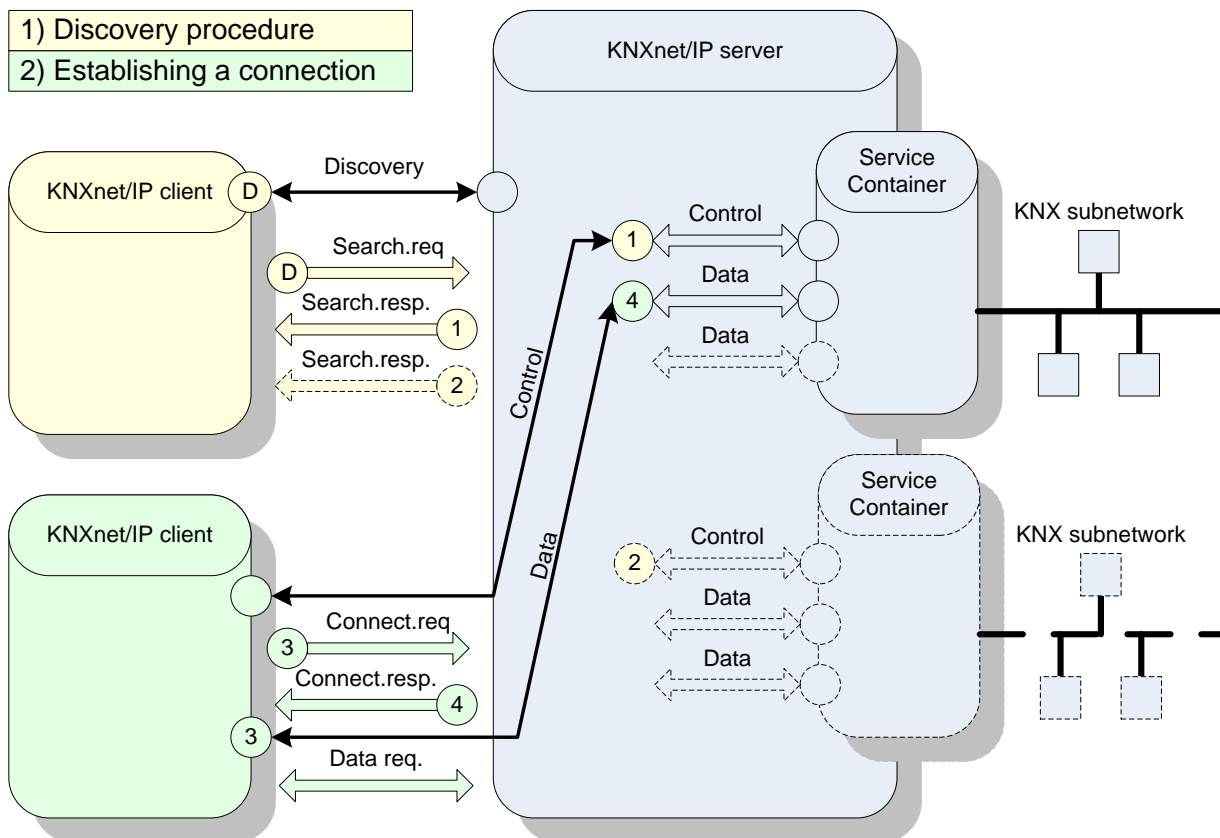 1) Discovery procedure
2) Establishing a connection
KNXnet/IP server
KNXnet/IP client
D
Discovery
Search.req
D
Search.resp.
1
Search.resp.
2
Service
Container
Control
1
Data
4
Data
KNX subnetwork
Control
Data
KNXnet/IP client
Connect.req
3
Connect.resp.
4
3
Data req.
Service
Container
Control
2
Data
Data
KNX subnetwork